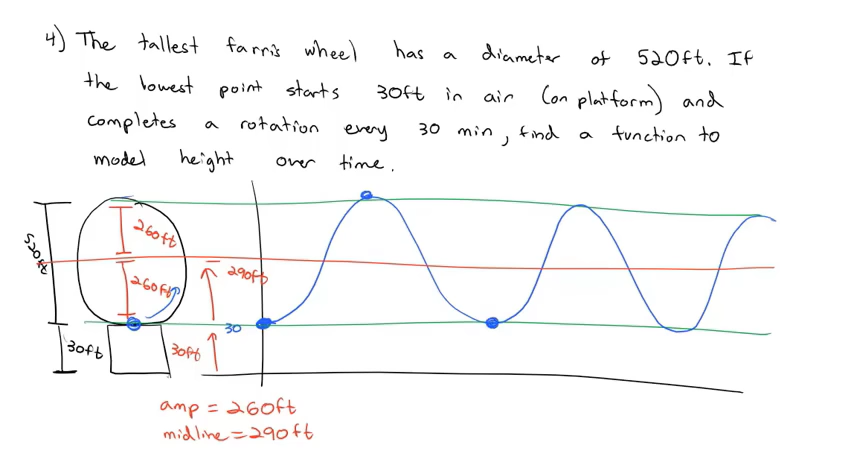 4) The tallest farris wheel has a diameter of 520ft. If
the lowest point starts 30ft in air (on platform) and
completes a rotation every 30 min, find a function to
model height over time.
260ft
520ft
290ft
260ft
30
30ft
30ft
amp = 260ft
midline = 290ft